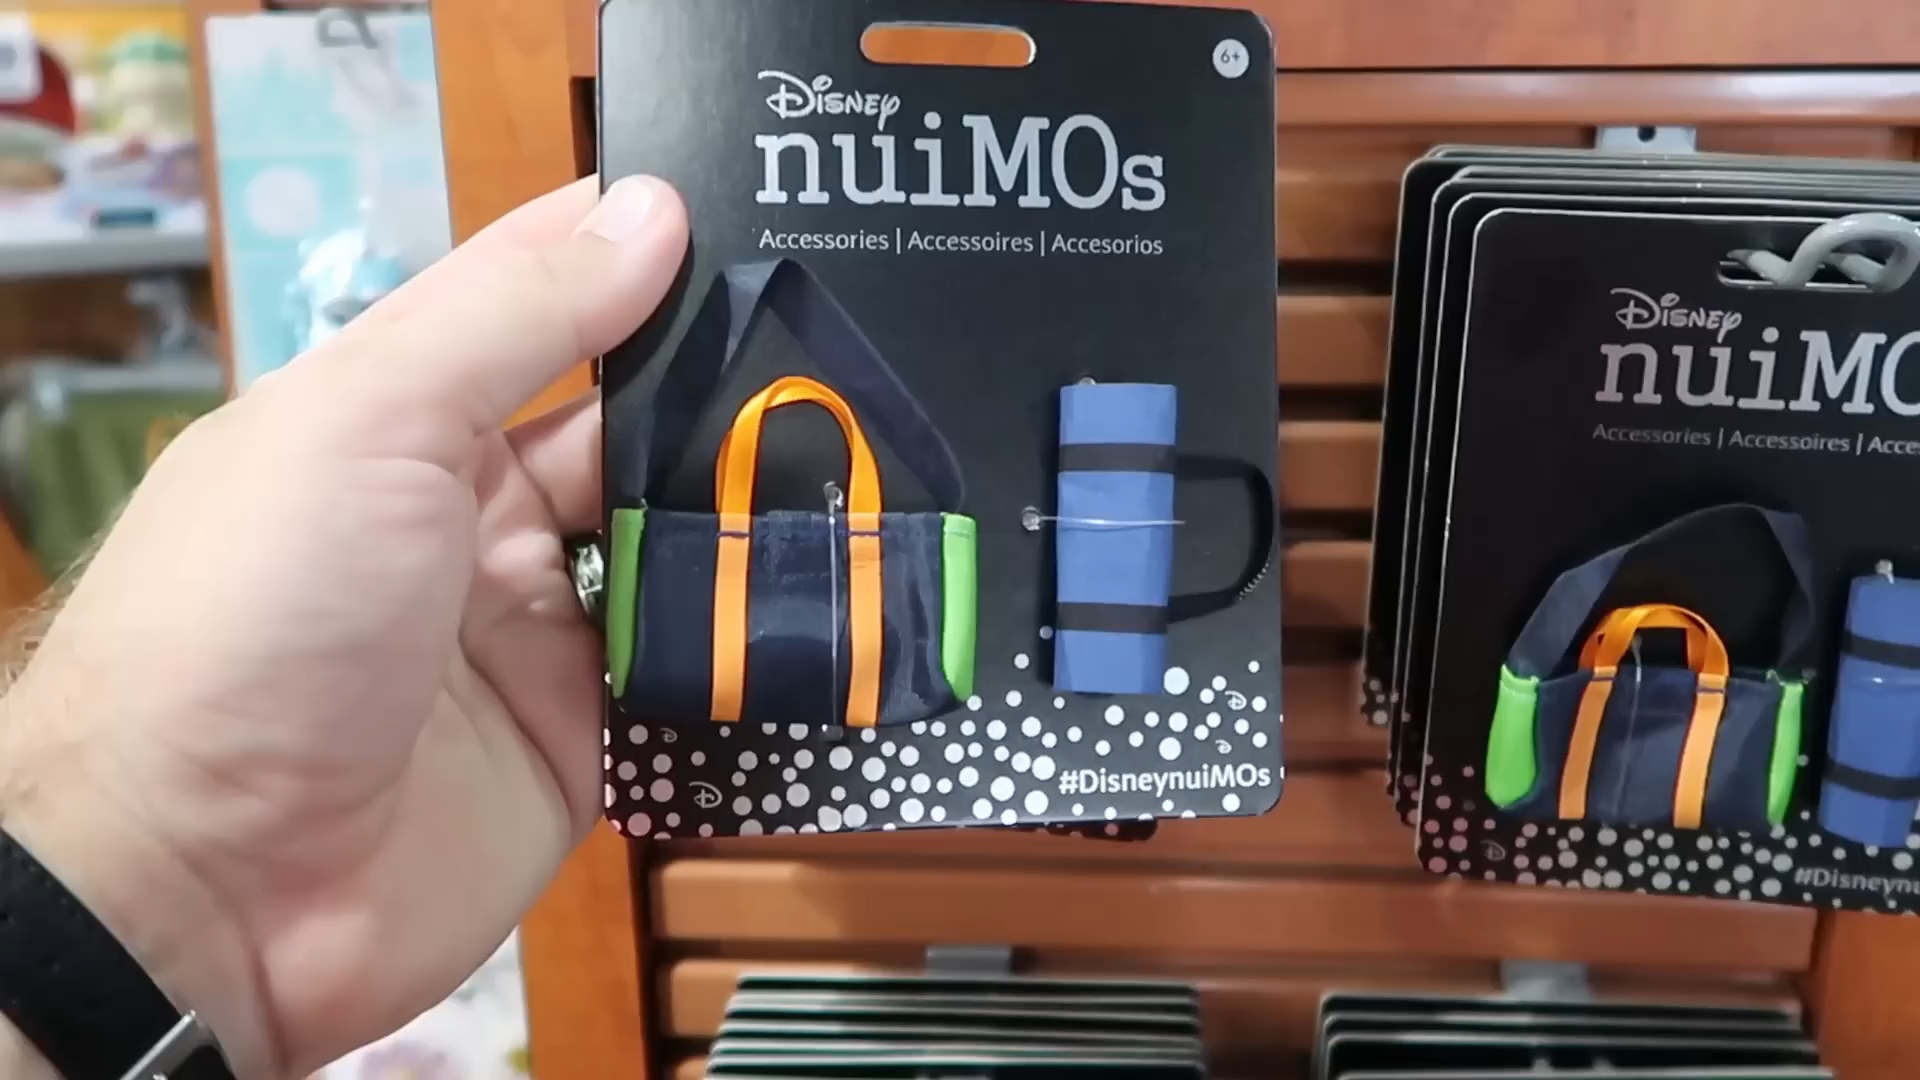 6+
Disney
nuiMOs
Accessories | Accessoires | Accesorios
#DisneynuiMOs
Disney
nuiMO
Accessories | Accessoires | Acce
#Disneynu